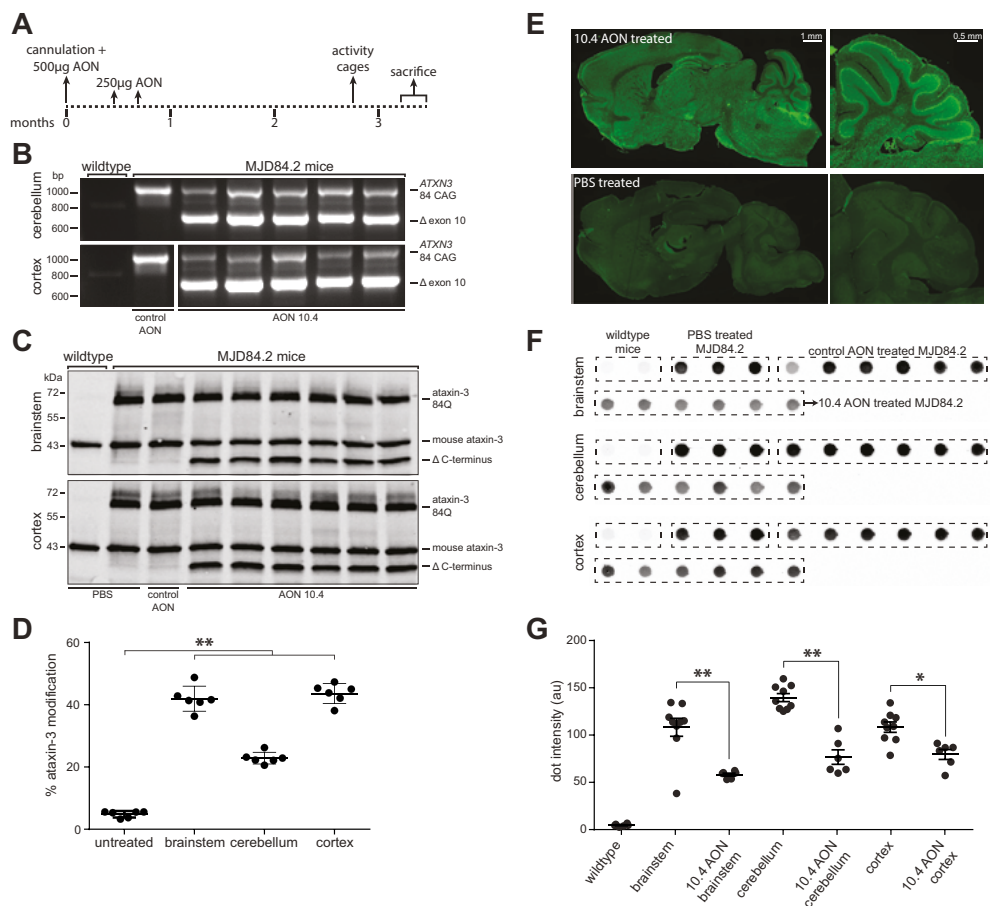 A
cannulation +
500µg AON
250µg AON
activity
cages
sacrifice
months
0
1
2
3
B
wildtype
MJD84.2 mice
bp
cerebellum
1000
800
600
ATXN3
84 CAG
Δ exon 10
cortex
1000
800
600
ATXN3
84 CAG
Δ exon 10
control
AON
AON 10.4
C
wildtype
MJD84.2 mice
kDa
brainstem
72
55
43
ataxin-3
84Q
mouse ataxin-3
Δ C-terminus
cortex
72
55
43
ataxin-3
84Q
mouse ataxin-3
Δ C-terminus
PBS
control
AON
AON 10.4
D
% ataxin-3 modification
60
40
20
0
**
untreated
brainstem
cerebellum
cortex
E
10.4 AON treated
1 mm
0.5 mm
PBS treated
F
wildtype
mice
PBS treated
MJD84.2
control AON treated MJD84.2
brainstem
10.4 AON treated MJD84.2
cerebellum
cortex
G
dot intensity (au)
200
150
100
50
0
**
**
*
wildtype
brainstem
10.4 AON
brainstem
cerebellum
10.4 AON
cerebellum
cortex
10.4 AON
cortex